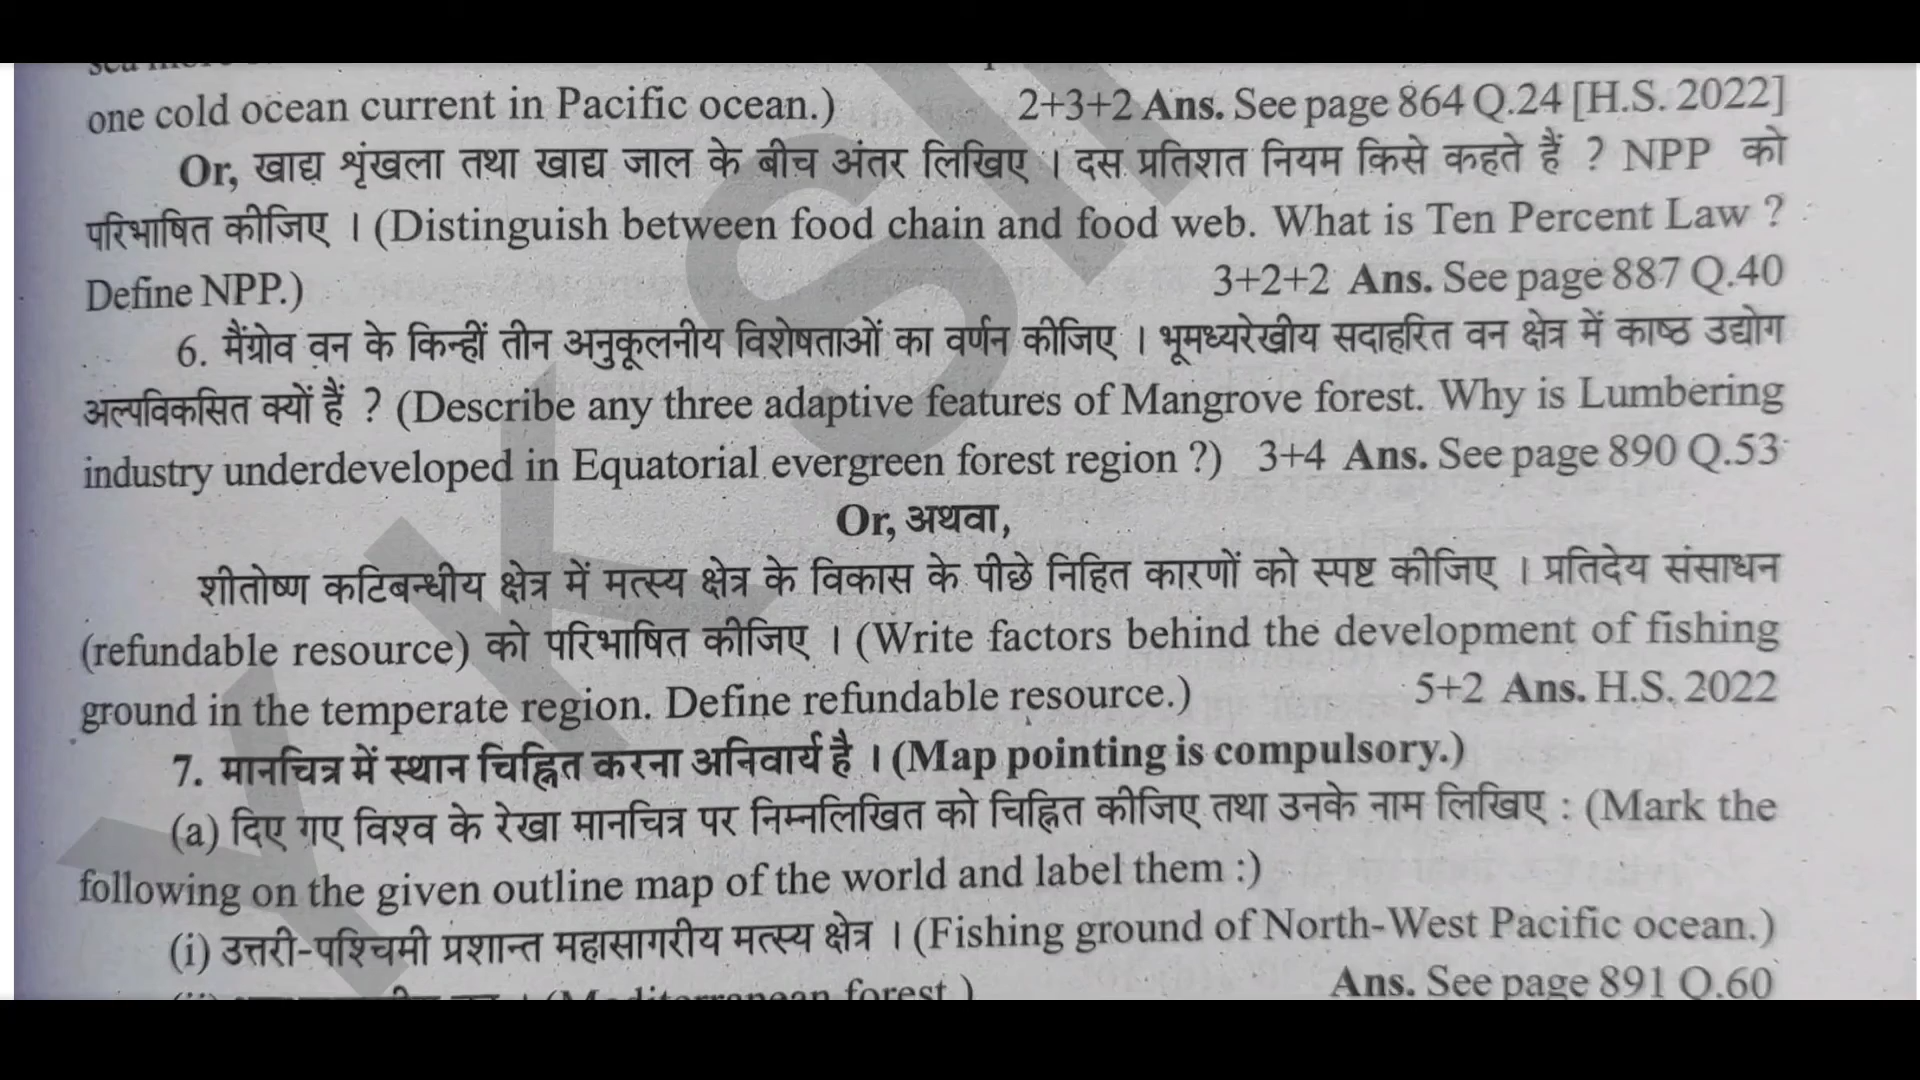 one cold ocean current in Pacific ocean.) 2+3+2 Ans. See page 864 Q.24 [H.S. 2022]
Or, खाद्य श्रृंखला तथा खाद्य जाल के बीच अंतर लिखिए । दस प्रतिशत नियम किसे कहते हैं ? NPP को
परिभाषित कीजिए । (Distinguish between food chain and food web. What is Ten Percent Law ?
Define NPP.) 3+2+2 Ans. See page 887 Q.40
6. मैंग्रोव वन के किन्हीं तीन अनुकूलनीय विशेषताओं का वर्णन कीजिए । भूमध्यरेखीय सदाहरित वन क्षेत्र में काष्ठ उद्योग
अल्पविकसित क्यों हैं ? (Describe any three adaptive features of Mangrove forest. Why is Lumbering
industry underdeveloped in Equatorial evergreen forest region ?) 3+4 Ans. See page 890 Q.53
Or, अथवा,
शीतोष्ण कटिबन्धीय क्षेत्र में मत्स्य क्षेत्र के विकास के पीछे निहित कारणों को स्पष्ट कीजिए । प्रतिदेय संसाधन
(refundable resource) को परिभाषित कीजिए । (Write factors behind the development of fishing
ground in the temperate region. Define refundable resource.) 5+2 Ans. H.S. 2022
7. मानचित्र में स्थान चिह्नित करना अनिवार्य है । (Map pointing is compulsory.)
(a) दिए गए विश्व के रेखा मानचित्र पर निम्नलिखित को चिह्नित कीजिए तथा उनके नाम लिखिए : (Mark the
following on the given outline map of the world and label them :)
(i) उत्तरी-पश्चिमी प्रशान्त महासागरीय मत्स्य क्षेत्र । (Fishing ground of North-West Pacific ocean.)
Ans. See page 891 Q.60
(Mediterranean forest.)